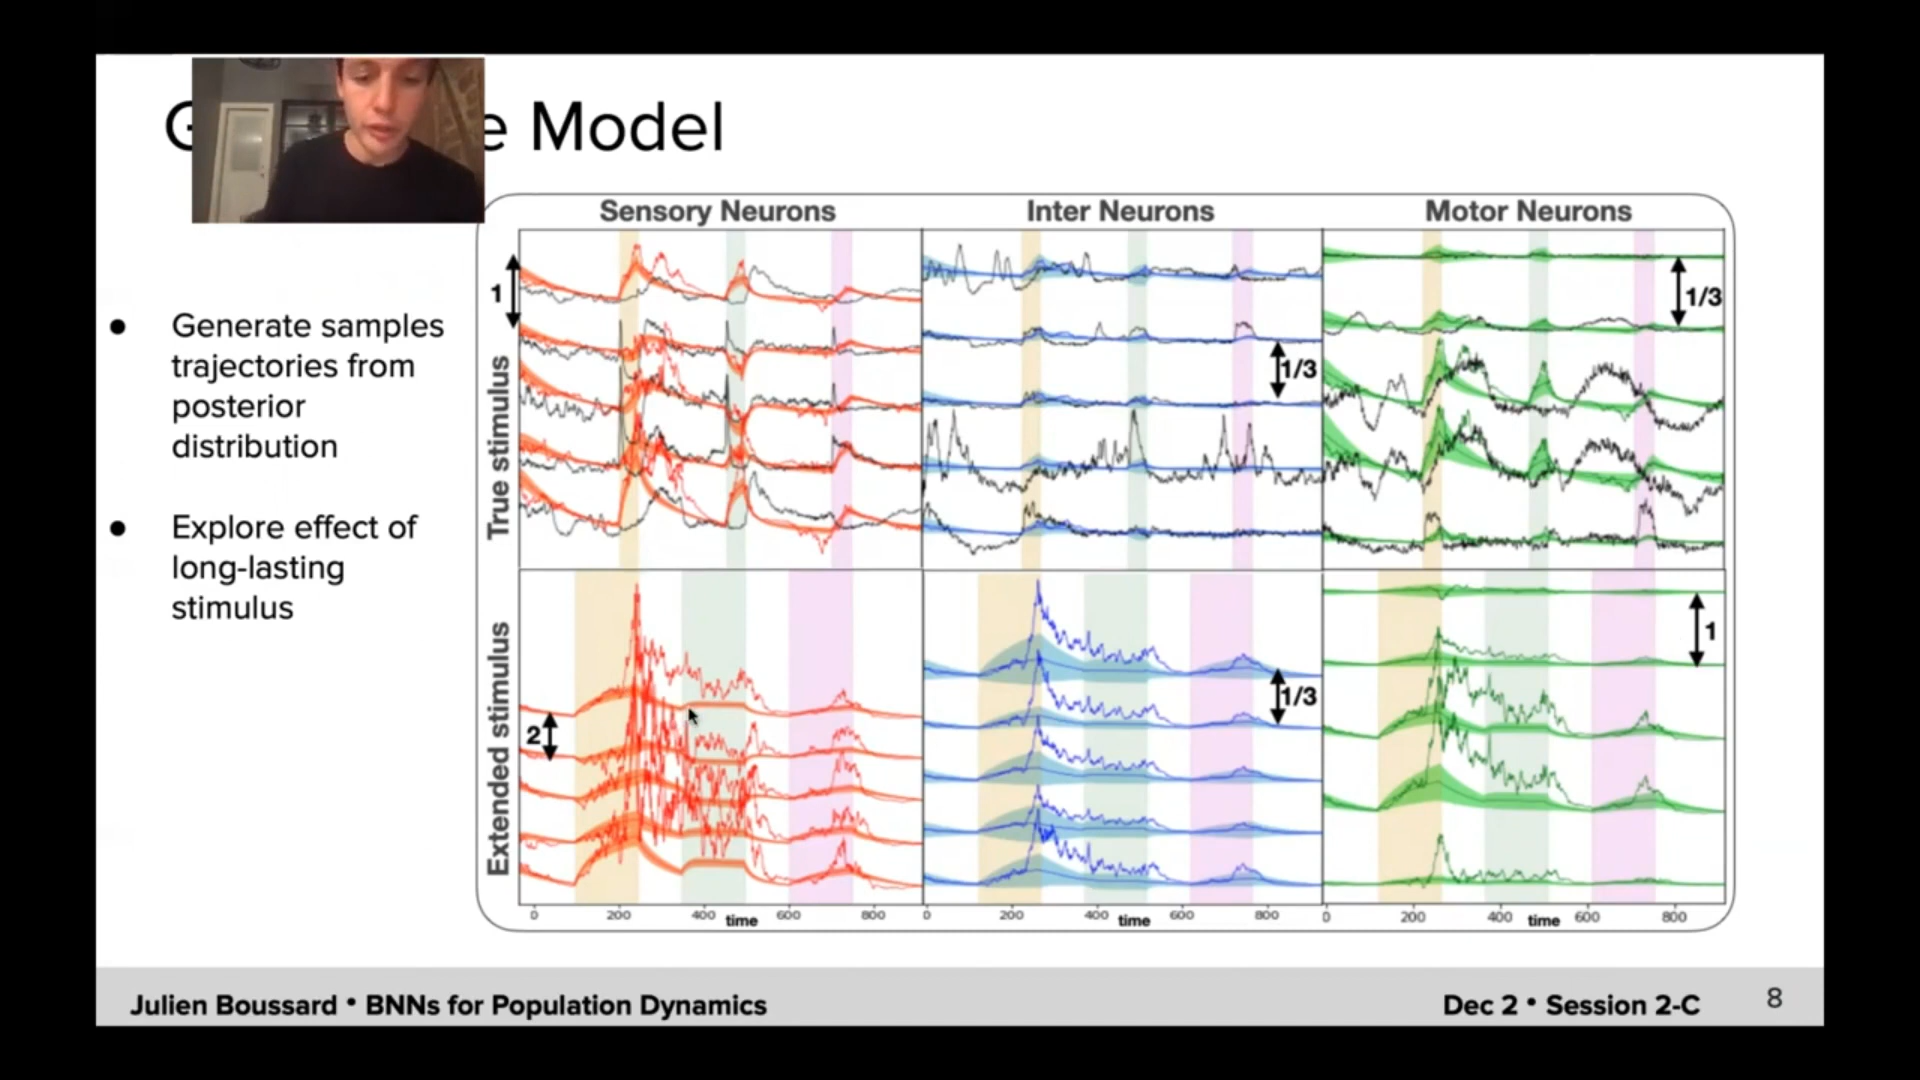 e Model
Sensory Neurons
Inter Neurons
Motor Neurons
Generate samples
trajectories from
posterior
distribution
Explore effect of
long-lasting
stimulus
True stimulus
1
1/3
1/3
Extended stimulus
2
1/3
1
0 200 400 600 800
time
0 200 400 600 800
time
0 200 400 600 800
time
Julien Boussard • BNNs for Population Dynamics
Dec 2 • Session 2-C
8